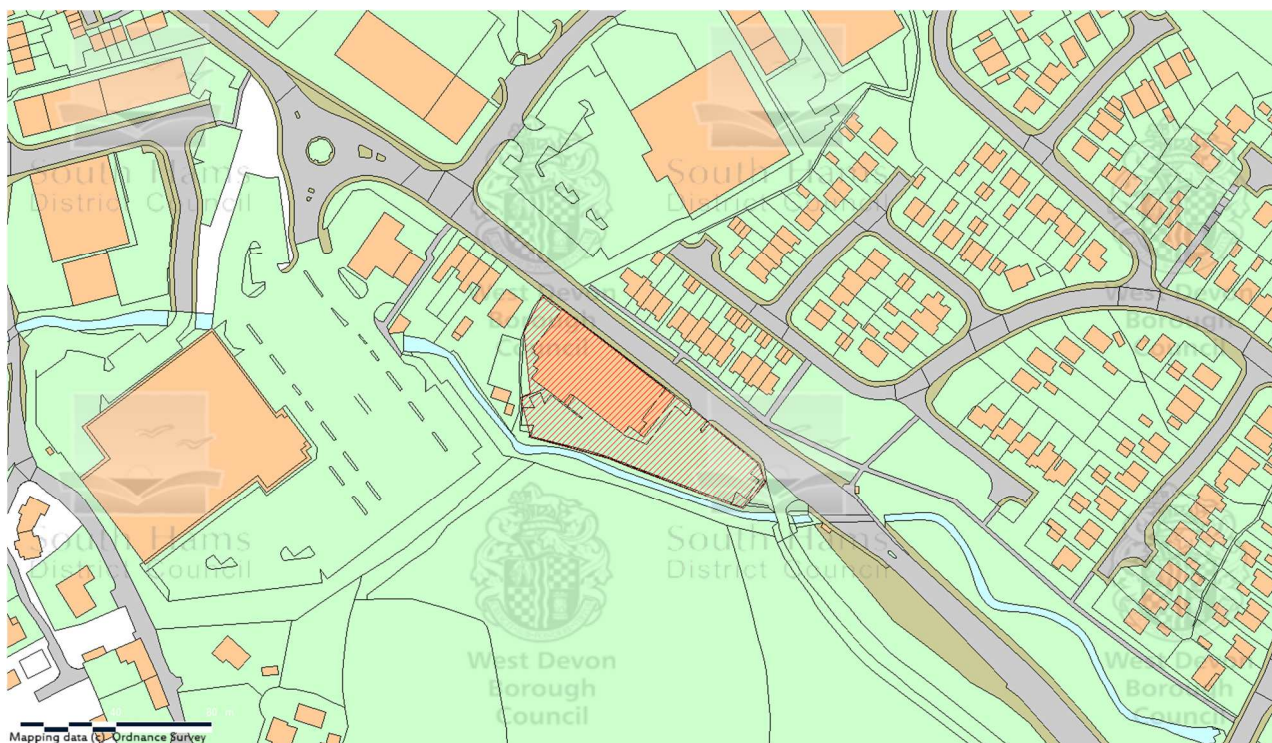 South Hams
District Council
South Hams
District Council
West Devon
Borough
Council
West Devon
Borough
Council
South Hams
District Council
South Hams
District Council
West Devon
Borough
Council
West Devon
Borough
Council
Mapping data (c) Ordnance Survey